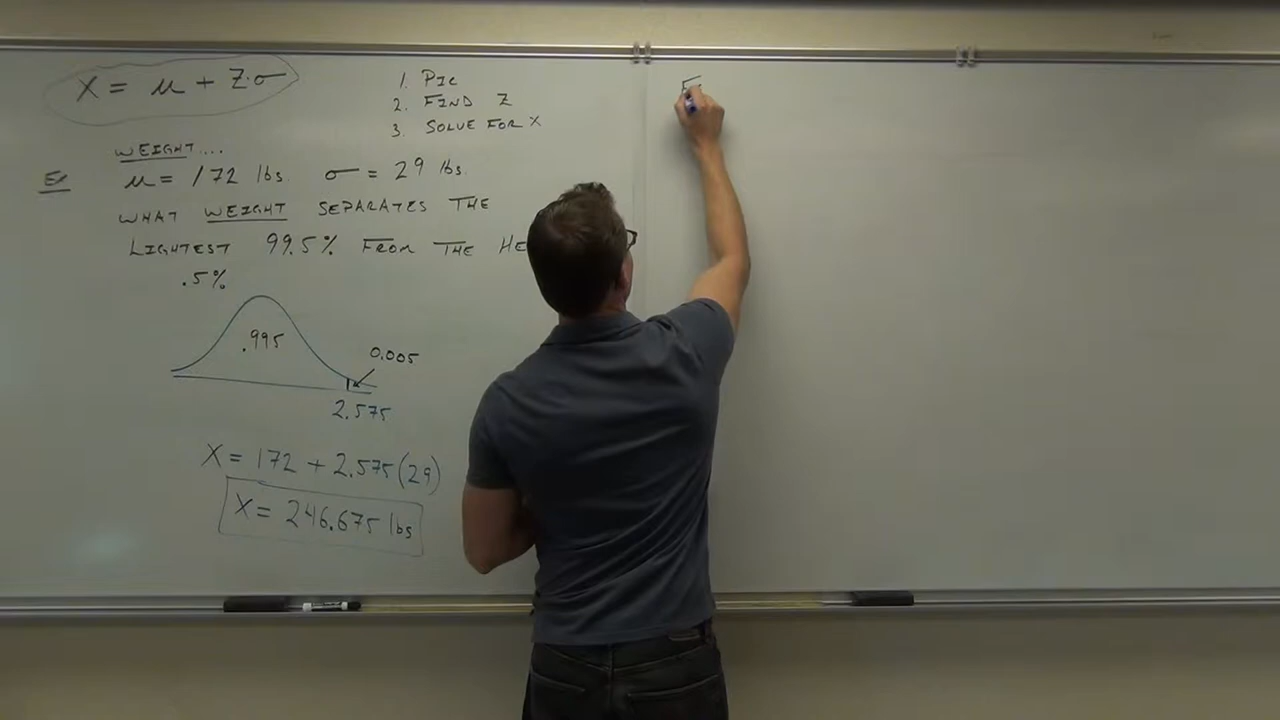 X = μ + Z·σ
1. PIC
2. FIND Z
3. SOLVE FOR X
WEIGHT....
EX μ = 172 lbs. σ = 29 lbs.
WHAT WEIGHT SEPARATES THE
LIGHTEST 99.5% FROM THE
.5%
.995
0.005
2.575
X = 172 + 2.575(29)
X = 246.675 lbs